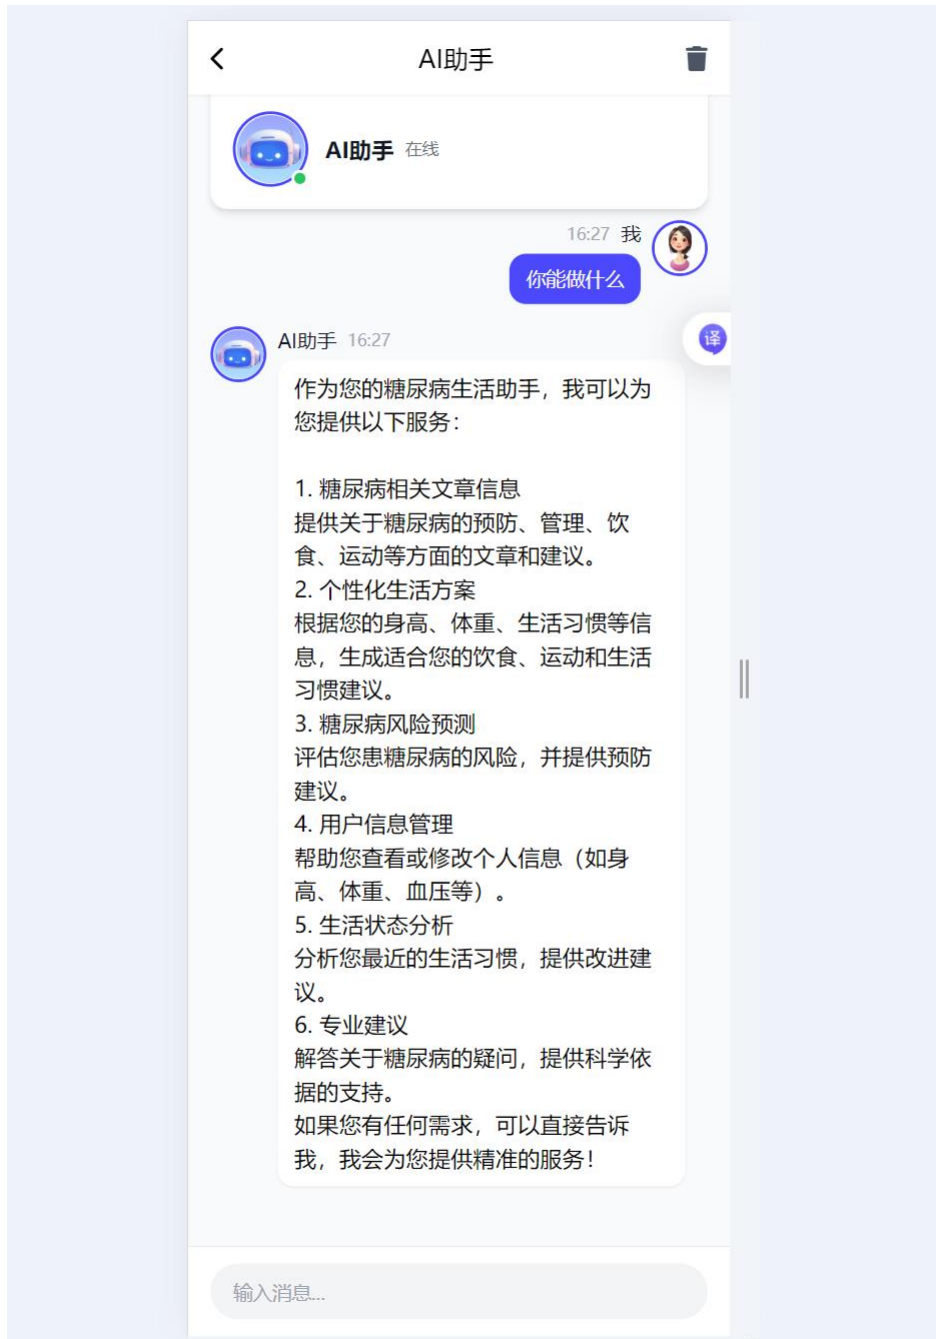 AI助手
AI助手 在线
16:27 我
你能做什么
译
AI助手 16:27
作为您的糖尿病生活助手，我可以为
您提供以下服务：
1. 糖尿病相关文章信息
提供关于糖尿病的预防、管理、饮
食、运动等方面的文章和建议。
2. 个性化生活方案
根据您的身高、体重、生活习惯等信
息，生成适合您的饮食、运动和生活
习惯建议。
3. 糖尿病风险预测
评估您患糖尿病的风险，并提供预防
建议。
4. 用户信息管理
帮助您查看或修改个人信息（如身
高、体重、血压等）。
5. 生活状态分析
分析您最近的生活习惯，提供改进建
议。
6. 专业建议
解答关于糖尿病的疑问，提供科学依
据的支持。
如果您有任何需求，可以直接告诉
我，我会为您提供精准的服务！
输入消息...